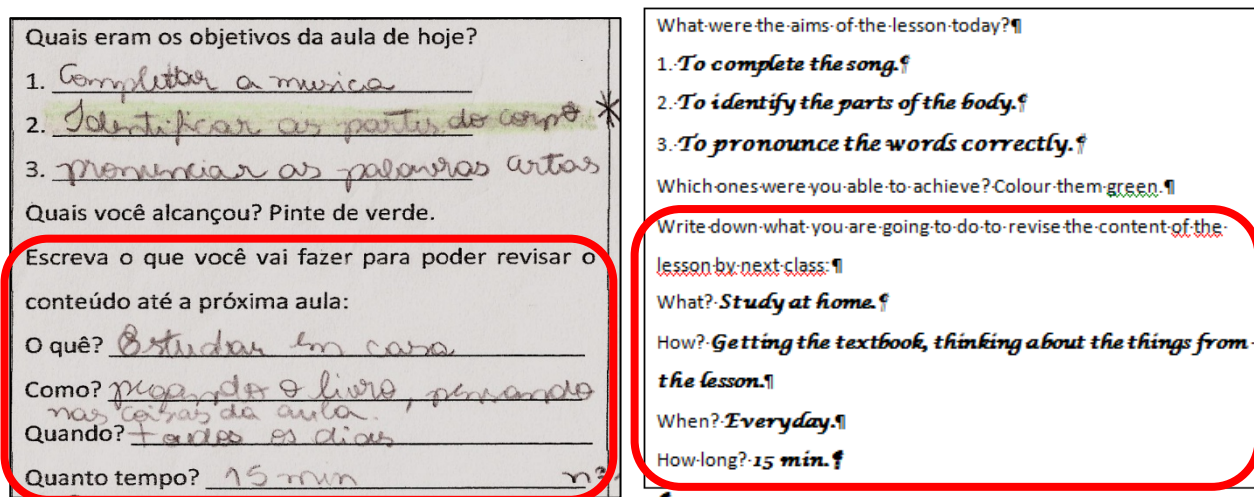 Quais eram os objetivos da aula de hoje?
1. Completar a musica
2. Identificar as partes do corpo *
3. pronunciar as palavras certas
Quais você alcançou? Pinte de verde.
Escreva o que você vai fazer para poder revisar o
conteúdo até a próxima aula:
O quê? Estudar em casa
Como? pegando o livro, pensando
nas coisas da aula.
Quando? todos os dias
Quanto tempo? 15 min
What were the aims of the lesson today?¶
1. To complete the song.¶
2. To identify the parts of the body.¶
3. To pronounce the words correctly.¶
Which ones were you able to achieve? Colour them green.¶
Write down what you are going to do to revise the content of the
lesson by next class:¶
What? Study at home.¶
How? Getting the textbook, thinking about the things from
the lesson.¶
When? Everyday.¶
How long? 15 min.¶